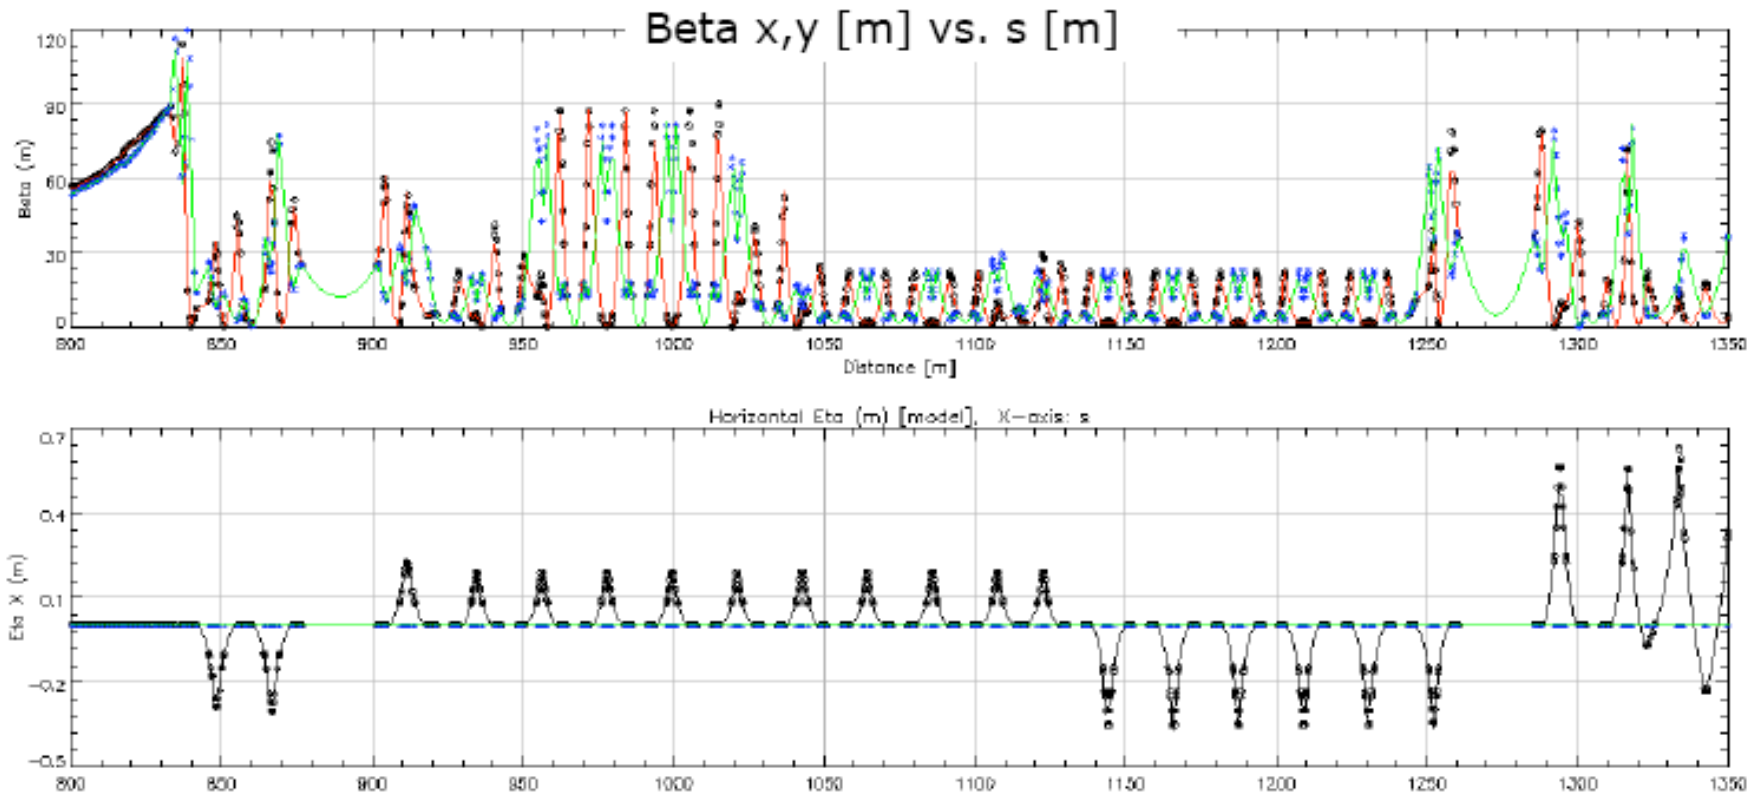 Beta x,y [m] vs. s [m]
120
90
60
30
0
Beta (m)
800 850 900 950 1000 1050 1100 1150 1200 1250 1300 1350
Distance [m]
Horizontal Eta (m) [model], X-axis: s
0.7
0.4
0.1
-0.2
-0.5
Eta X (m)
800 850 900 950 1000 1050 1100 1150 1200 1250 1300 1350